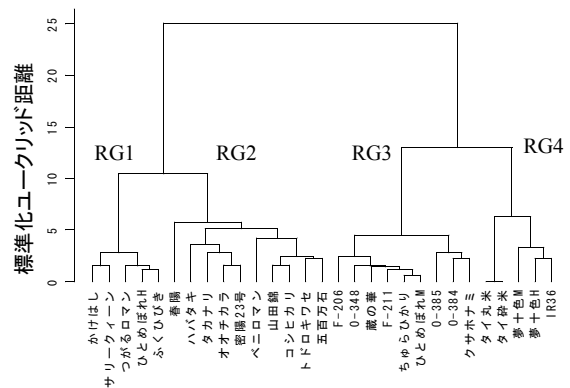 標準化ユークリッド距離
25
20
15
10
5
0
RG1
RG2
RG3
RG4
かけはし
サリークィーン
つがるロマン
ひとめぼれH
ふくひびき
春陽
ハバタキ
タカナリ
オオチカラ
密陽23号
ベニロマン
山田錦
コシヒカリ
トドロキワセ
五百万石
F-206
O-348
蔵の華
F-211
ちゅらひかり
ひとめぼれM
O-385
O-384
クサホナミ
タイ丸米
タイ砕米
夢十色M
夢十色H
IR36